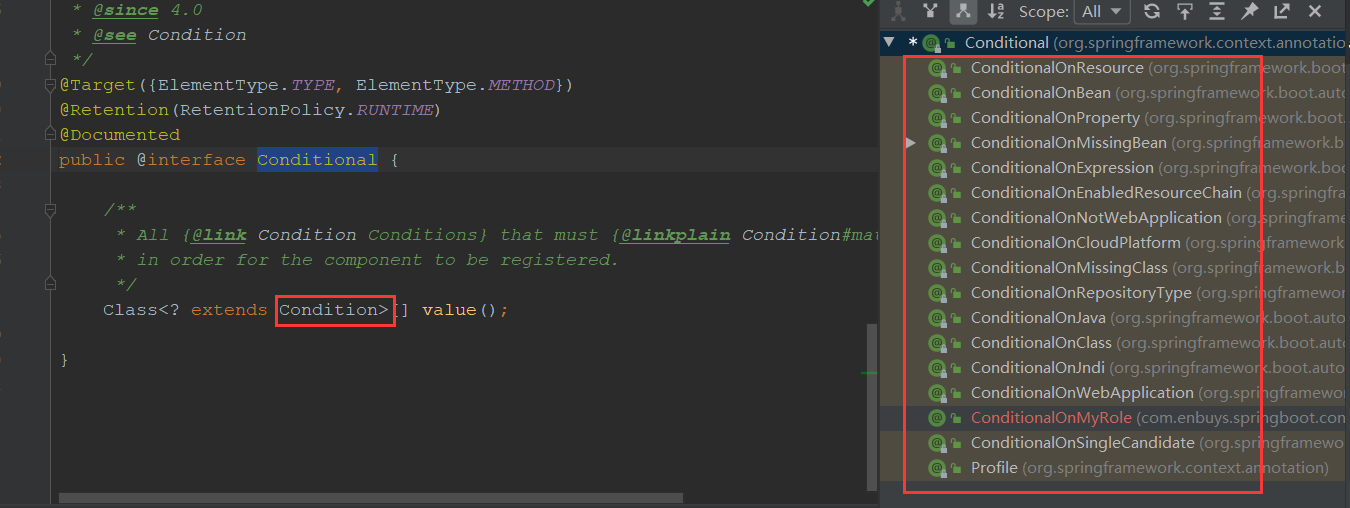 * @since 4.0
* @see Condition
*/
@Target({ElementType.TYPE, ElementType.METHOD})
@Retention(RetentionPolicy.RUNTIME)
@Documented
public @interface Conditional {
/**
* All {@link Condition Conditions} that must {@linkplain Condition#mat
* in order for the component to be registered.
*/
Class<? extends Condition>[] value();
}
Scope: All
* Conditional (org.springframework.context.annotation.
ConditionalOnResource (org.springframework.boot
ConditionalOnBean (org.springframework.boot.auto
ConditionalOnProperty (org.springframework.boot.a
ConditionalOnMissingBean (org.springframework.b
ConditionalOnExpression (org.springframework.boo
ConditionalOnEnabledResourceChain (org.springfra
ConditionalOnNotWebApplication (org.springframe
ConditionalOnCloudPlatform (org.springframework.
ConditionalOnMissingClass (org.springframework.bo
ConditionalOnRepositoryType (org.springframework
ConditionalOnJava (org.springframework.boot.auto
ConditionalOnClass (org.springframework.boot.auto
ConditionalOnJndi (org.springframework.boot.auto
ConditionalOnWebApplication (org.springframewor
ConditionalOnMyRole (com.enbuys.springboot.con
ConditionalOnSingleCandidate (org.springframewo
Profile (org.springframework.context.annotation)